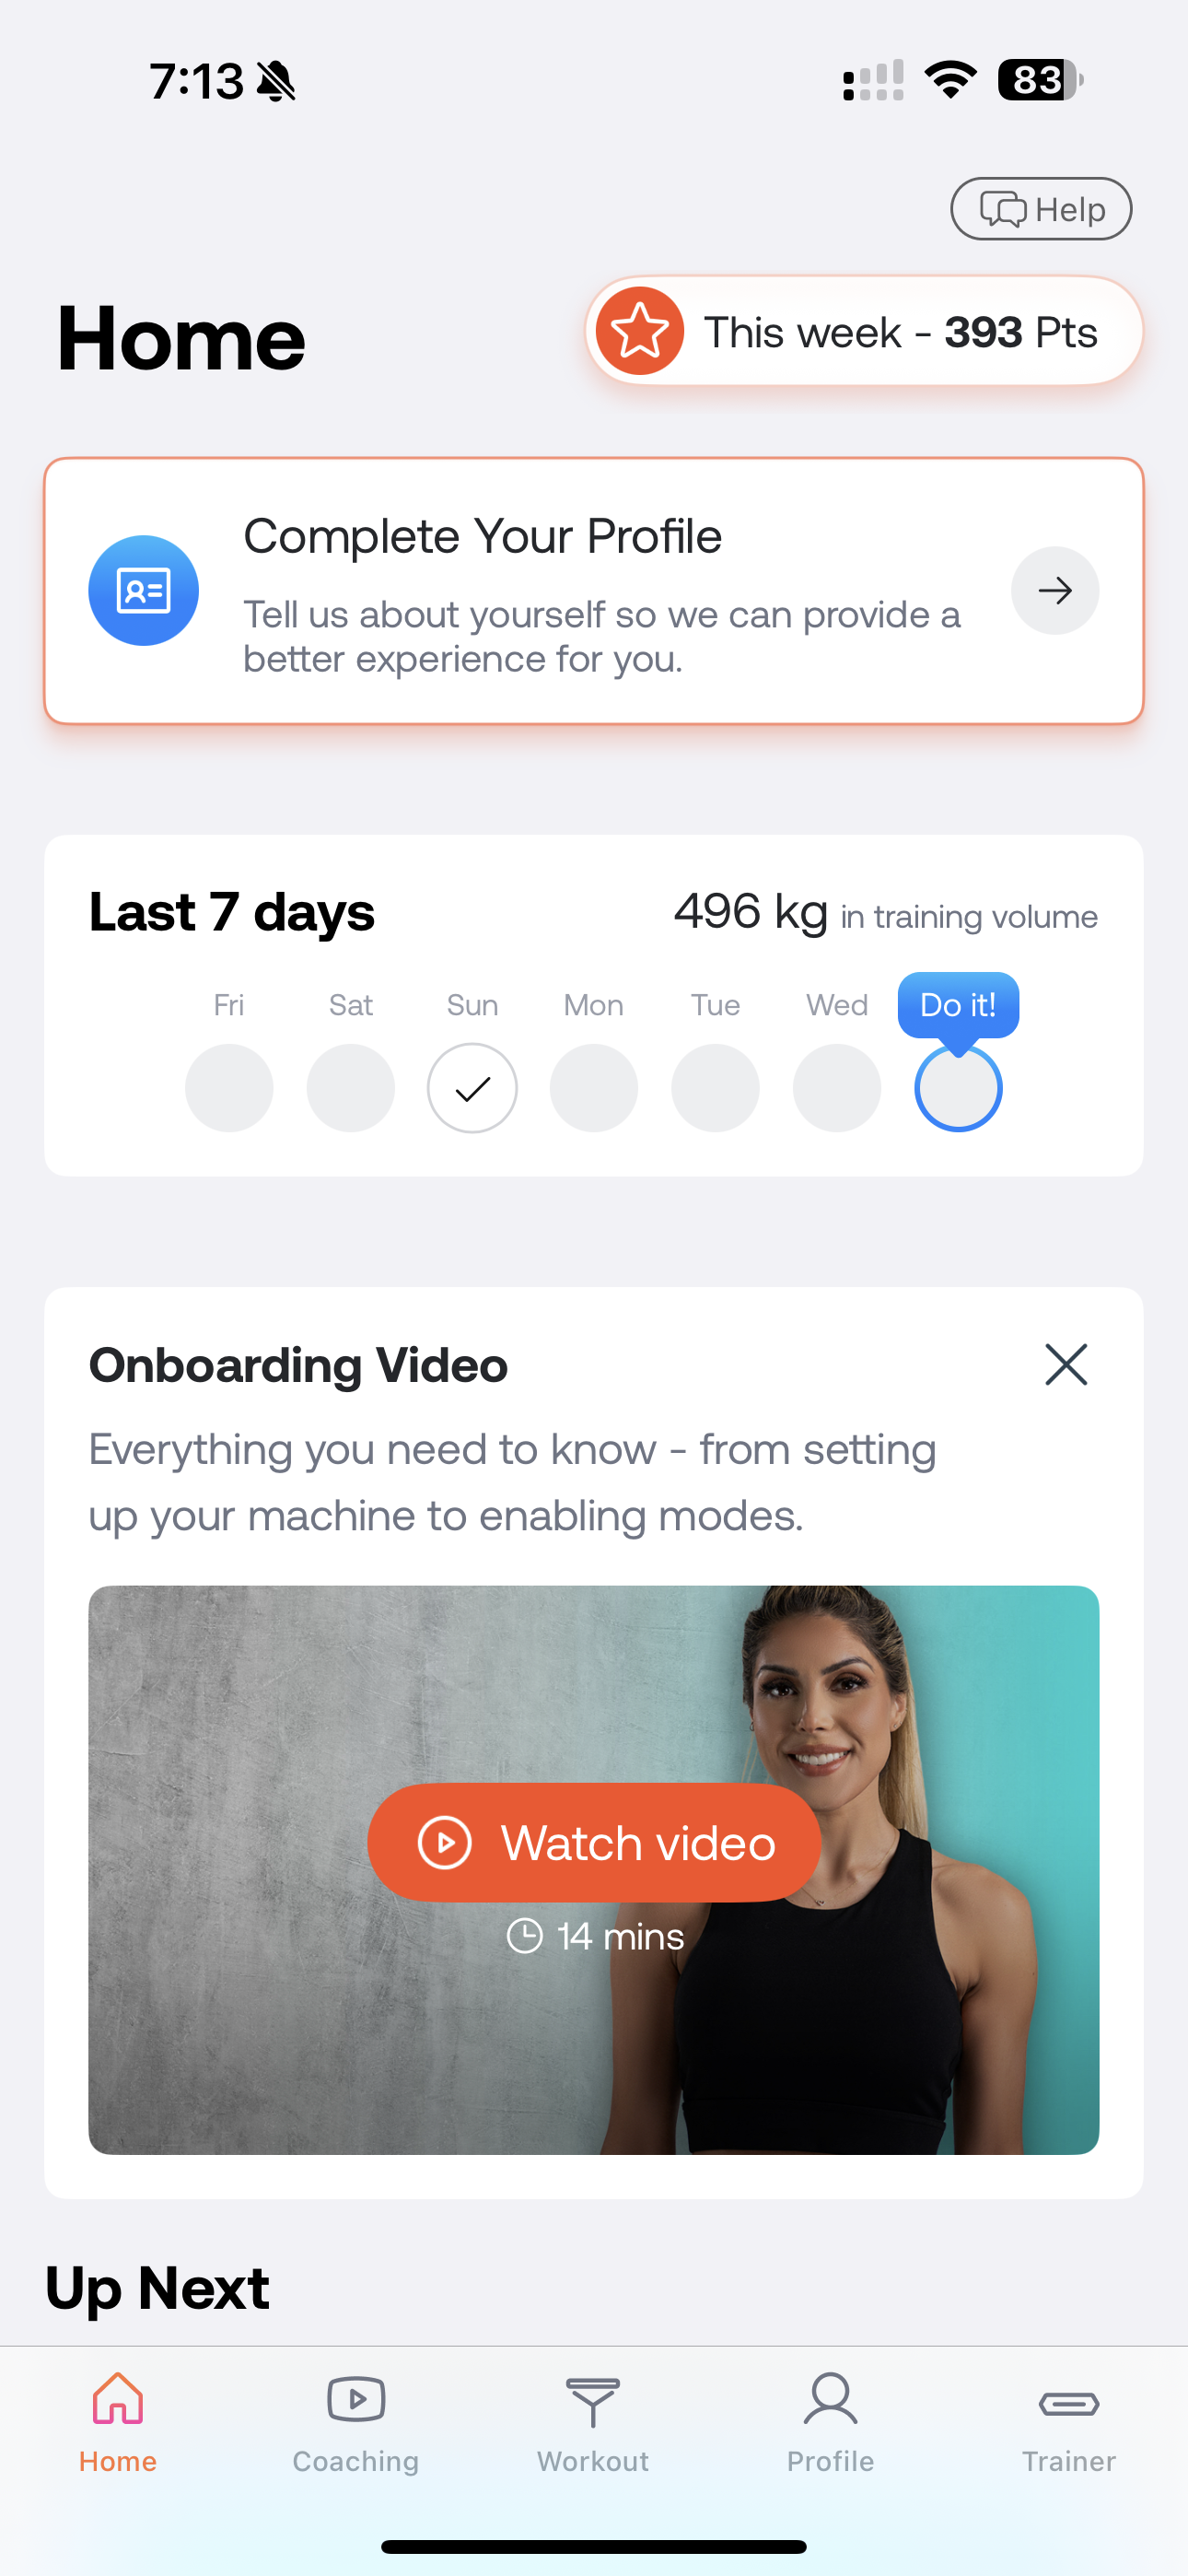 7:13
83
Help
Home
This week - 393 Pts
Complete Your Profile
Tell us about yourself so we can provide a
better experience for you.
Last 7 days
496 kg in training volume
Fri Sat Sun Mon Tue Wed Do it!
Onboarding Video
Everything you need to know - from setting
up your machine to enabling modes.
Watch video
14 mins
Up Next
Home Coaching Workout Profile Trainer